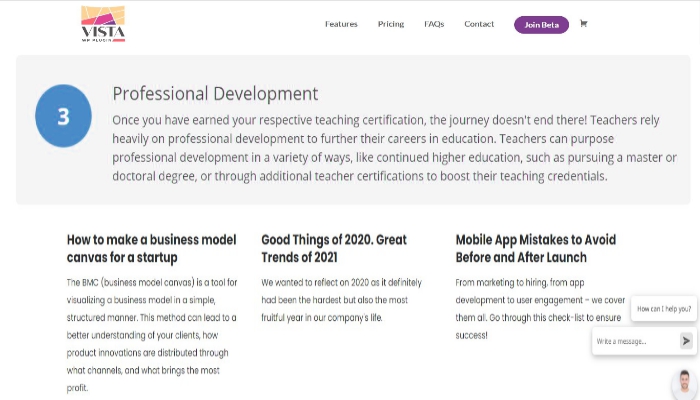 VISTA
WP PLUGIN
Features Pricing FAQs Contact Join Beta
3
Professional Development
Once you have earned your respective teaching certification, the journey doesn't end there! Teachers rely
heavily on professional development to further their careers in education. Teachers can purpose
professional development in a variety of ways, like continued higher education, such as pursuing a master or
doctoral degree, or through additional teacher certifications to boost their teaching credentials.
How to make a business model
canvas for a startup
The BMC (business model canvas) is a tool for
visualizing a business model in a simple,
structured manner. This method can lead to a
better understanding of your clients, how
product innovations are distributed through
what channels, and what brings the most
profit.
Good Things of 2020. Great
Trends of 2021
We wanted to reflect on 2020 as it definitely
had been the hardest but also the most
fruitful year in our company's life.
Mobile App Mistakes to Avoid
Before and After Launch
From marketing to hiring, from app
development to user engagement – we cover
them all. Go through this check-list to ensure
success!
How can I help you?
Write a message...